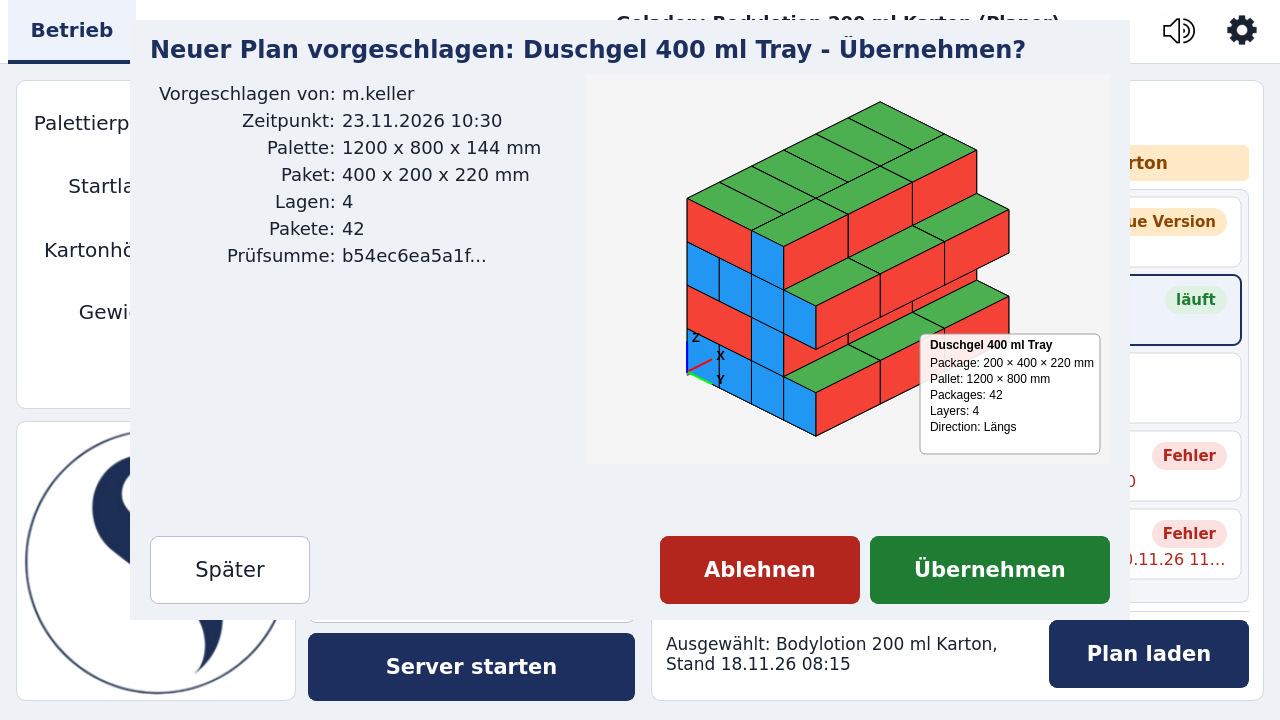 Betrieb
Neuer Plan vorgeschlagen: Duschgel 400 ml Tray - Übernehmen?
Vorgeschlagen von: m.keller
Zeitpunkt: 23.11.2026 10:30
Palette: 1200 x 800 x 144 mm
Paket: 400 x 200 x 220 mm
Lagen: 4
Pakete: 42
Prüfsumme: b54ec6ea5a1f...
Z
X
Y
Duschgel 400 ml Tray
Package: 200 × 400 × 220 mm
Pallet: 1200 × 800 mm
Packages: 42
Layers: 4
Direction: Längs
Später
Ablehnen
Übernehmen
Palettierp
Startla
Kartonhö
Gewi
rton
ue Version
läuft
Fehler
Fehler
.11.26 11...
Server starten
Ausgewählt: Bodylotion 200 ml Karton,
Stand 18.11.26 08:15
Plan laden